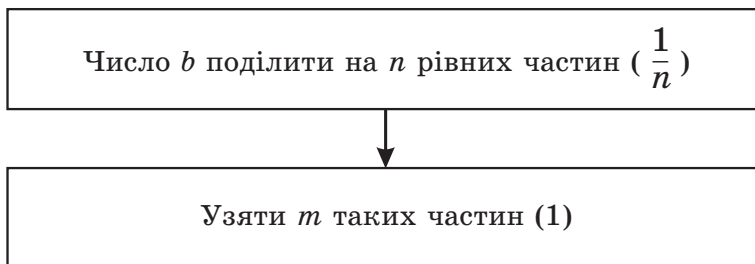 Число b поділити на n рівних частин ( 1/n )
Узяти m таких частин (1)